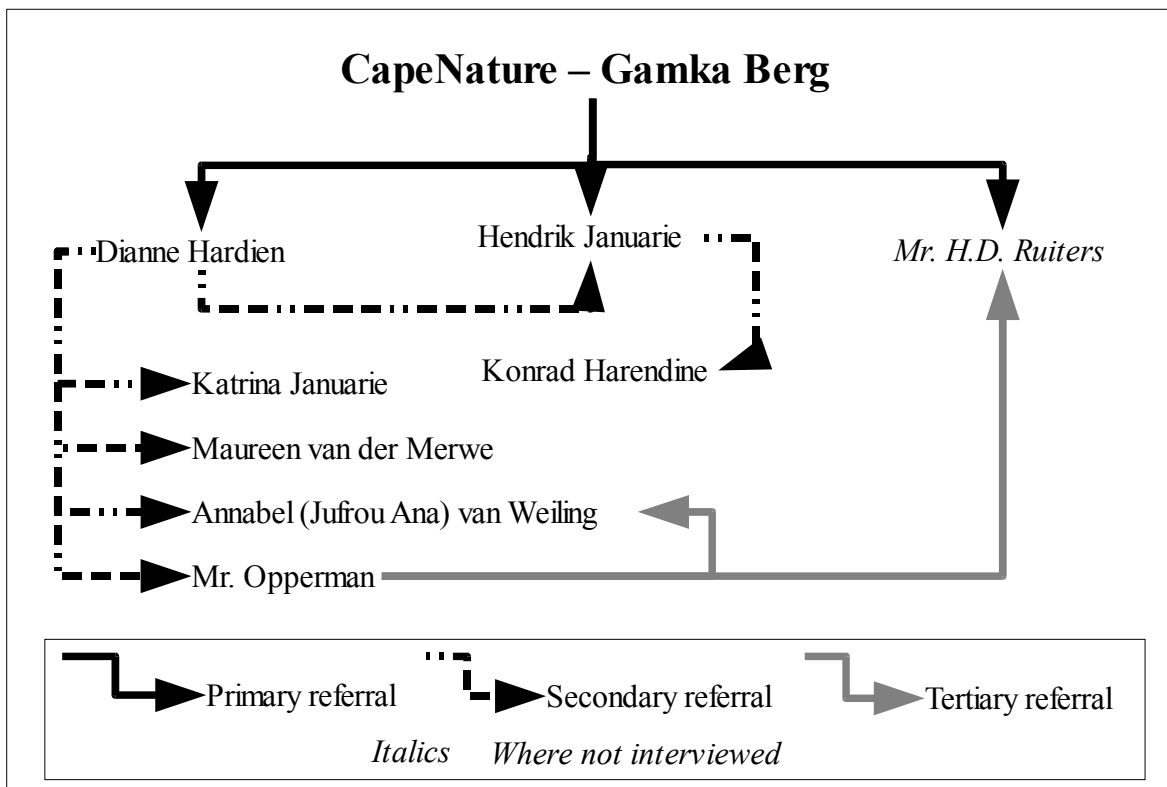 CapeNature – Gamka Berg
Dianne Hardien
Hendrik Januarie
Mr. H.D. Ruiters
Konrad Harendine
Katrina Januarie
Maureen van der Merwe
Annabel (Jufrou Ana) van Weiling
Mr. Opperman
Primary referral
Secondary referral
Tertiary referral
Italics Where not interviewed